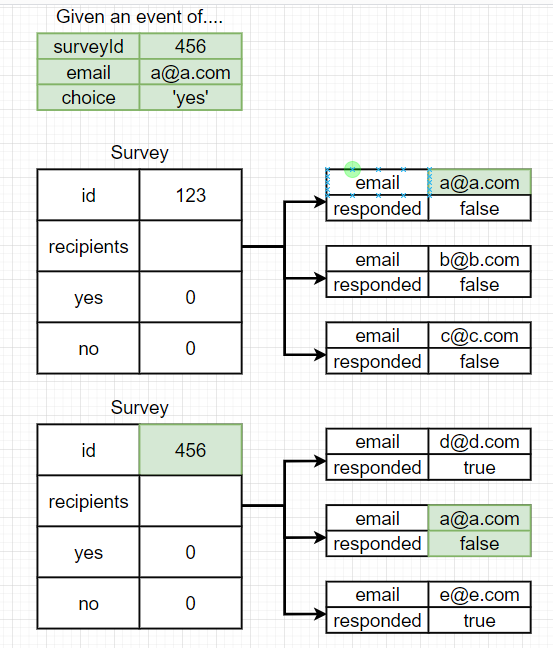 Given an event of....
surveyId 456
email a@a.com
choice 'yes'
Survey
id 123
recipients
yes 0
no 0
email a@a.com
responded false
email b@b.com
responded false
email c@c.com
responded false
Survey
id 456
recipients
yes 0
no 0
email d@d.com
responded true
email a@a.com
responded false
email e@e.com
responded true